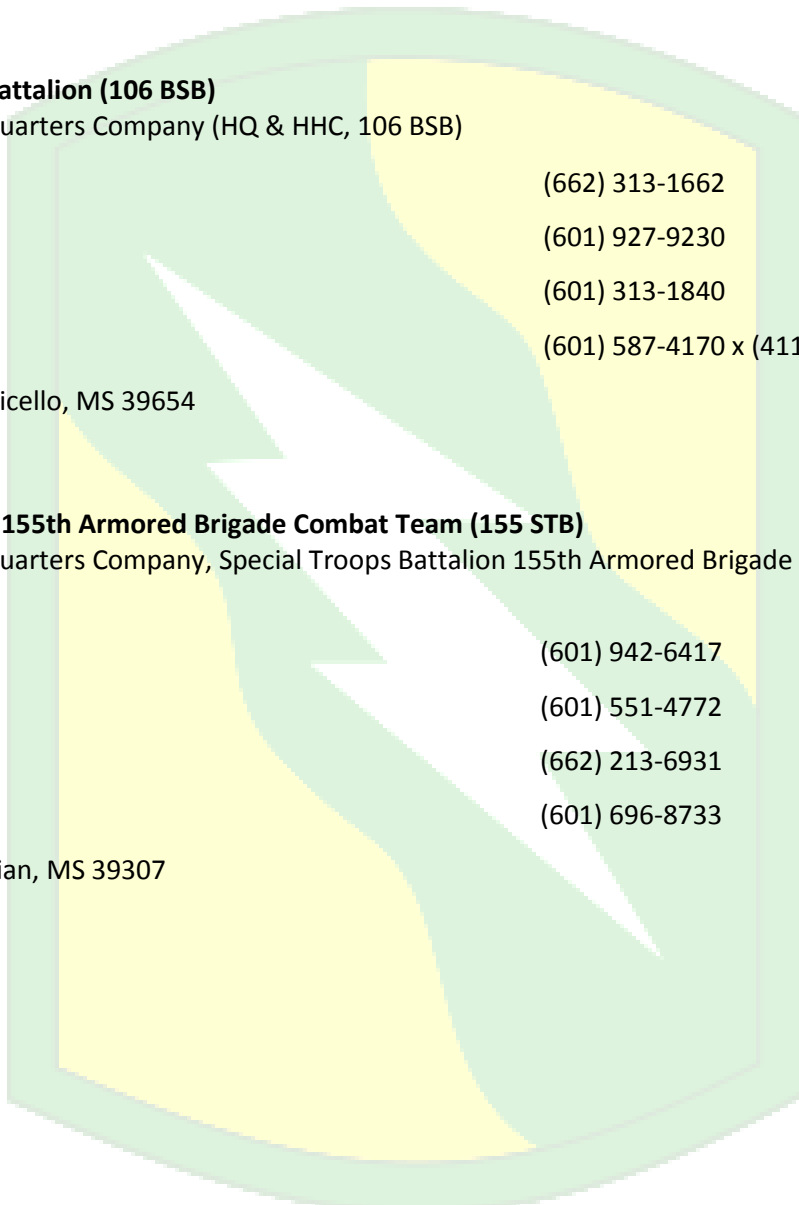 attalion (106 BSB)
uarters Company (HQ & HHC, 106 BSB)
(662) 313-1662
(601) 927-9230
(601) 313-1840
(601) 587-4170 x (411
icello, MS 39654
155th Armored Brigade Combat Team (155 STB)
uarters Company, Special Troops Battalion 155th Armored Brigade
(601) 942-6417
(601) 551-4772
(662) 213-6931
(601) 696-8733
ian, MS 39307